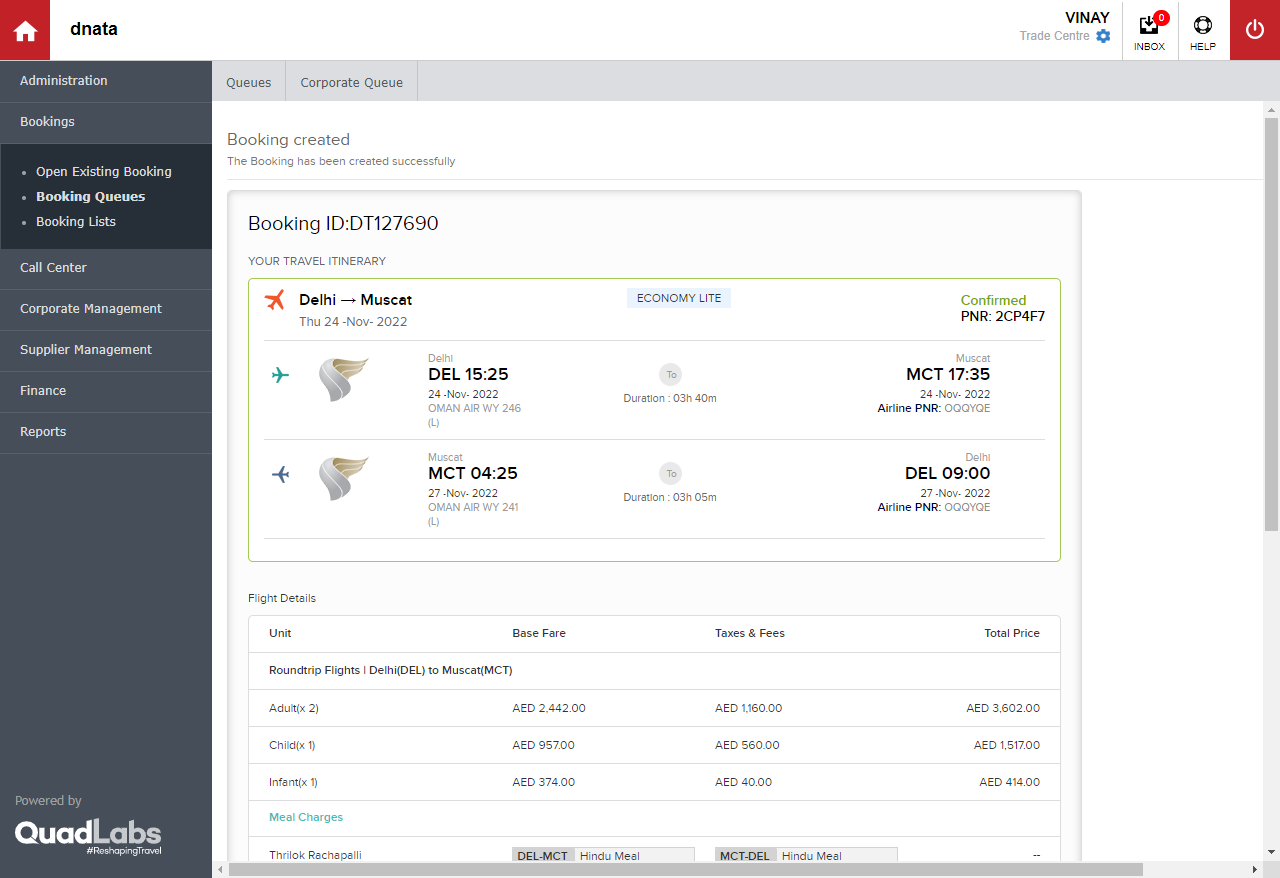 dnata
VINAY
Trade Centre
0
INBOX
HELP
Administration
Bookings
Open Existing Booking
Booking Queues
Booking Lists
Call Center
Corporate Management
Supplier Management
Finance
Reports
Powered by
QuadLabs
#ReshapingTravel
Queues
Corporate Queue
Booking created
The Booking has been created successfully
Booking ID:DT127690
YOUR TRAVEL ITINERARY
Delhi → Muscat
ECONOMY LITE
Confirmed
Thu 24 -Nov- 2022
PNR: 2CP4F7
Delhi
DEL 15:25
24 -Nov- 2022
OMAN AIR WY 246
(L)
To
Duration : 03h 40m
Muscat
MCT 17:35
24 -Nov- 2022
Airline PNR: OQQYQE
Muscat
MCT 04:25
27 -Nov- 2022
OMAN AIR WY 241
(L)
To
Duration : 03h 05m
Delhi
DEL 09:00
27 -Nov- 2022
Airline PNR: OQQYQE
Flight Details
Unit Base Fare Taxes & Fees Total Price
Roundtrip Flights | Delhi(DEL) to Muscat(MCT)
Adult(x 2) AED 2,442.00 AED 1,160.00 AED 3,602.00
Child(x 1) AED 957.00 AED 560.00 AED 1,517.00
Infant(x 1) AED 374.00 AED 40.00 AED 414.00
Meal Charges
Thrilok Rachapalli DEL-MCT Hindu Meal MCT-DEL Hindu Meal --